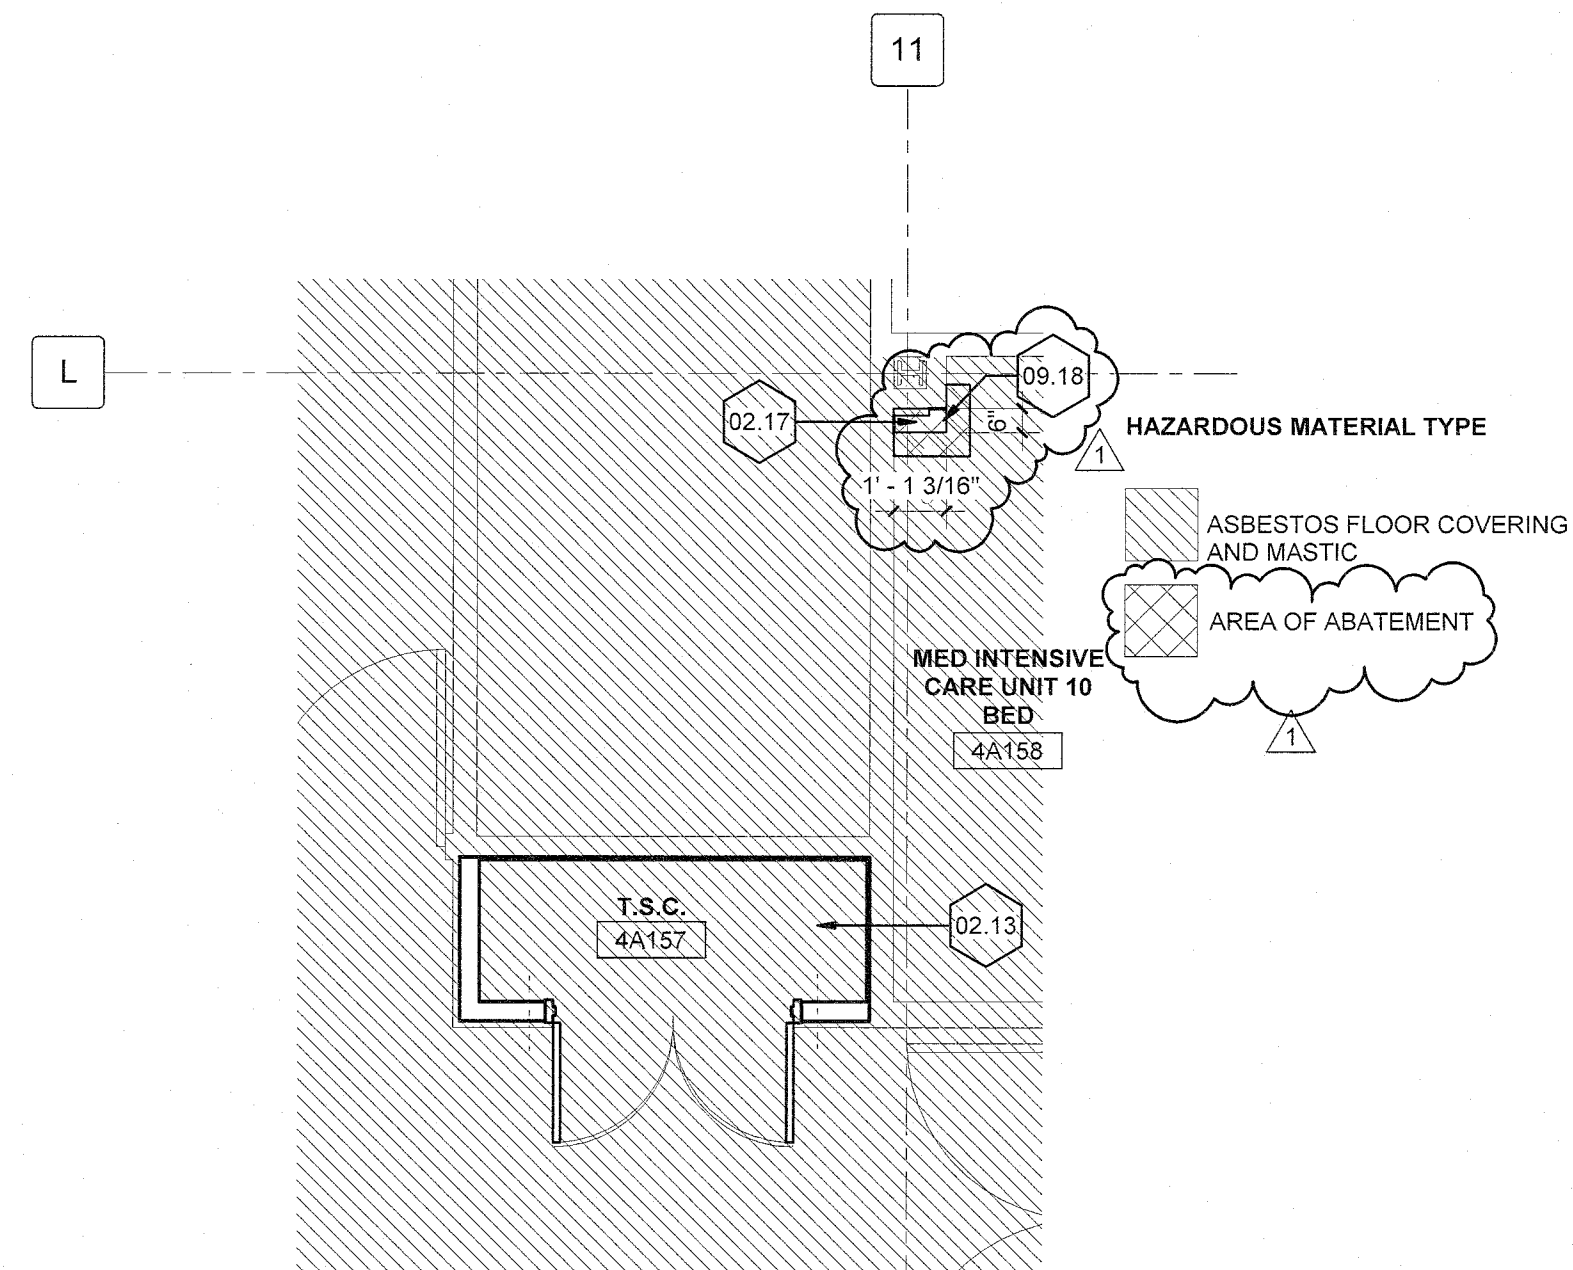 11
L
09.18
02.17
6"
HAZARDOUS MATERIAL TYPE
1
1' - 1 3/16"
ASBESTOS FLOOR COVERING
AND MASTIC
AREA OF ABATEMENT
MED INTENSIVE
CARE UNIT 10
BED
4A158
1
T.S.C.
4A157
02.13